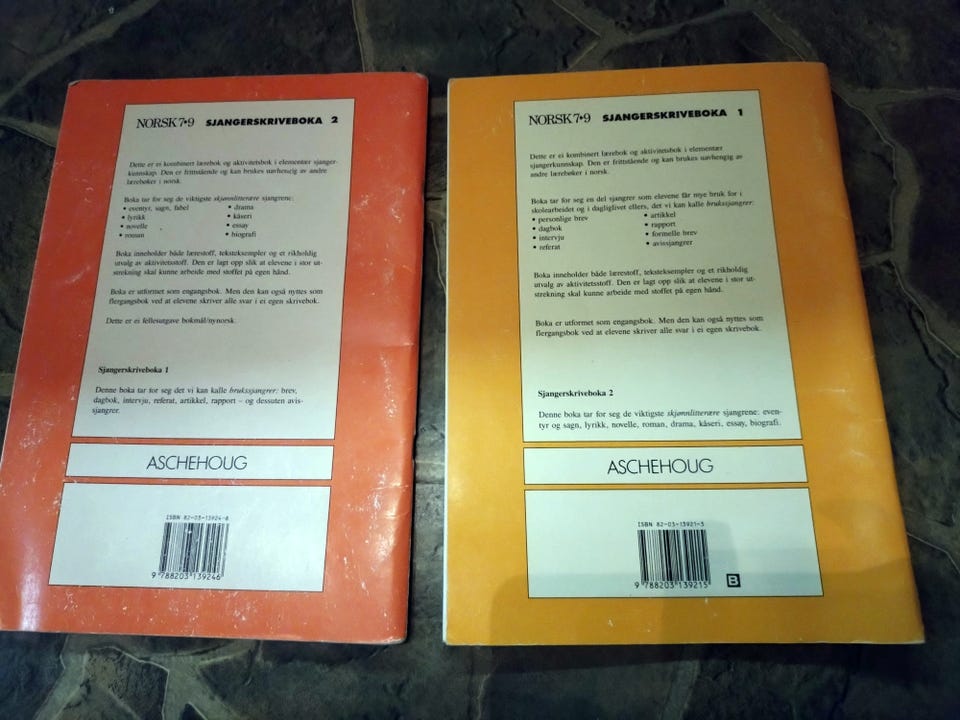 NORSK 7•9 SJANGERSKRIVEBOKA 2
Dette er ei kombinert lærebok og aktivitetsbok i elementær sjanger-
kunnskap. Den er frittstående og kan brukes uavhengig av andre
lærebøker i norsk.
Boka tar for seg de viktigste skjønnlitterære sjangrene:
• eventyr, sagn, fabel
• lyrikk
• novelle
• roman
• drama
• kåseri
• essay
• biografi
Boka inneholder både lærestoff, teksteksempler og et rikholdig
utvalg av aktivitetsstoff. Den er lagt opp slik at elevene i stor ut-
strekning skal kunne arbeide med stoffet på egen hånd.
Boka er utformet som engangsbok. Men den kan også nyttes som
flergangsbok ved at elevene skriver alle svar i ei egen skrivebok.
Dette er ei fellesutgave bokmål/nynorsk.
Sjangerskriveboka 1
Denne boka tar for seg det vi kan kalle brukssjangrer: brev,
dagbok, intervju, referat, artikkel, rapport – og dessuten avis-
sjangrer.
ASCHEHOUG
ISBN 82-03-13924-8
9 788203 139246
NORSK 7•9 SJANGERSKRIVEBOKA 1
Dette er ei kombinert lærebok og aktivitetsbok i elementær
sjangerkunnskap. Den er frittstående og kan brukes uavhengig av
andre lærebøker i norsk.
Boka tar for seg en del sjangrer som elevene får mye bruk for i
skolearbeidet og i dagliglivet ellers, det vi kan kalle brukssjangrer:
• personlige brev
• dagbok
• intervju
• referat
• artikkel
• rapport
• formelle brev
• avissjangrer
Boka inneholder både lærestoff, teksteksempler og et rikholdig
utvalg av aktivitetsstoff. Den er lagt opp slik at elevene i stor ut-
strekning skal kunne arbeide med stoffet på egen hånd.
Boka er utformet som engangsbok. Men den kan også nyttes som
flergangsbok ved at elevene skriver alle svar i ei egen skrivebok.
Sjangerskriveboka 2
Denne boka tar for seg de viktigste skjønnlitterære sjangrene: even-
tyr og sagn, lyrikk, novelle, roman, drama, kåseri, essay, biografi.
ASCHEHOUG
ISBN 82-03-13921-3
9 788203 139215
B